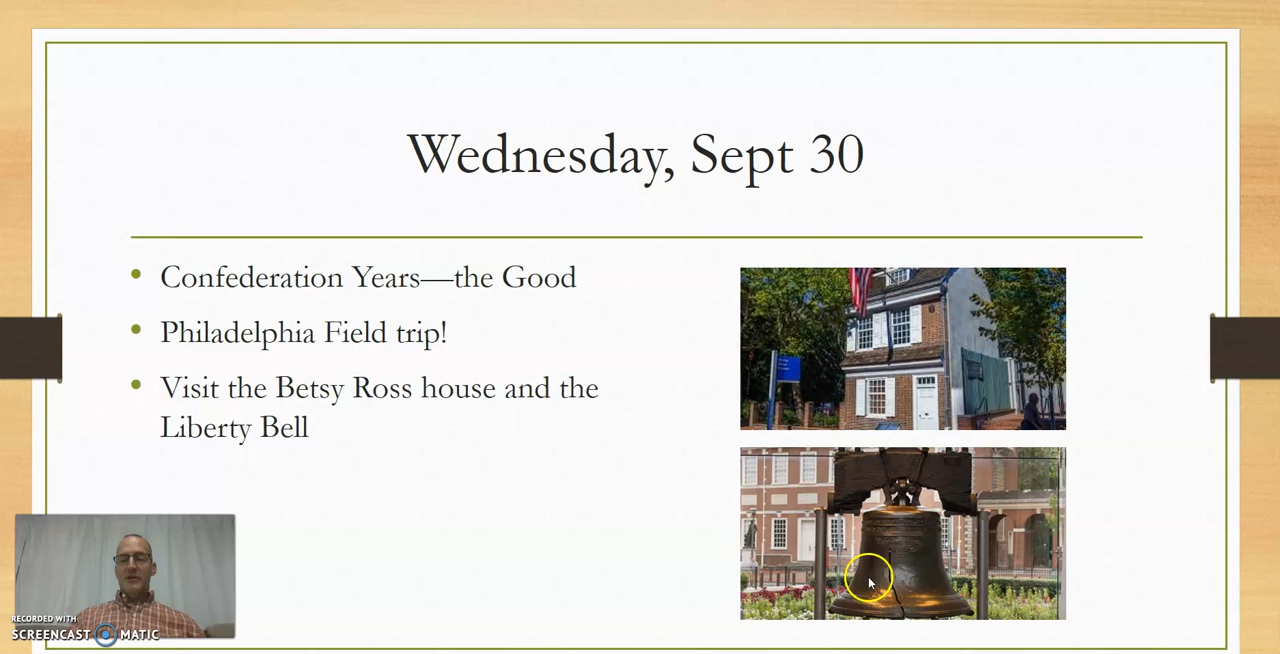 Wednesday, Sept 30
Confederation Years—the Good
Philadelphia Field trip!
Visit the Betsy Ross house and the
Liberty Bell
RECORDED WITH
SCREENCAST MATIC